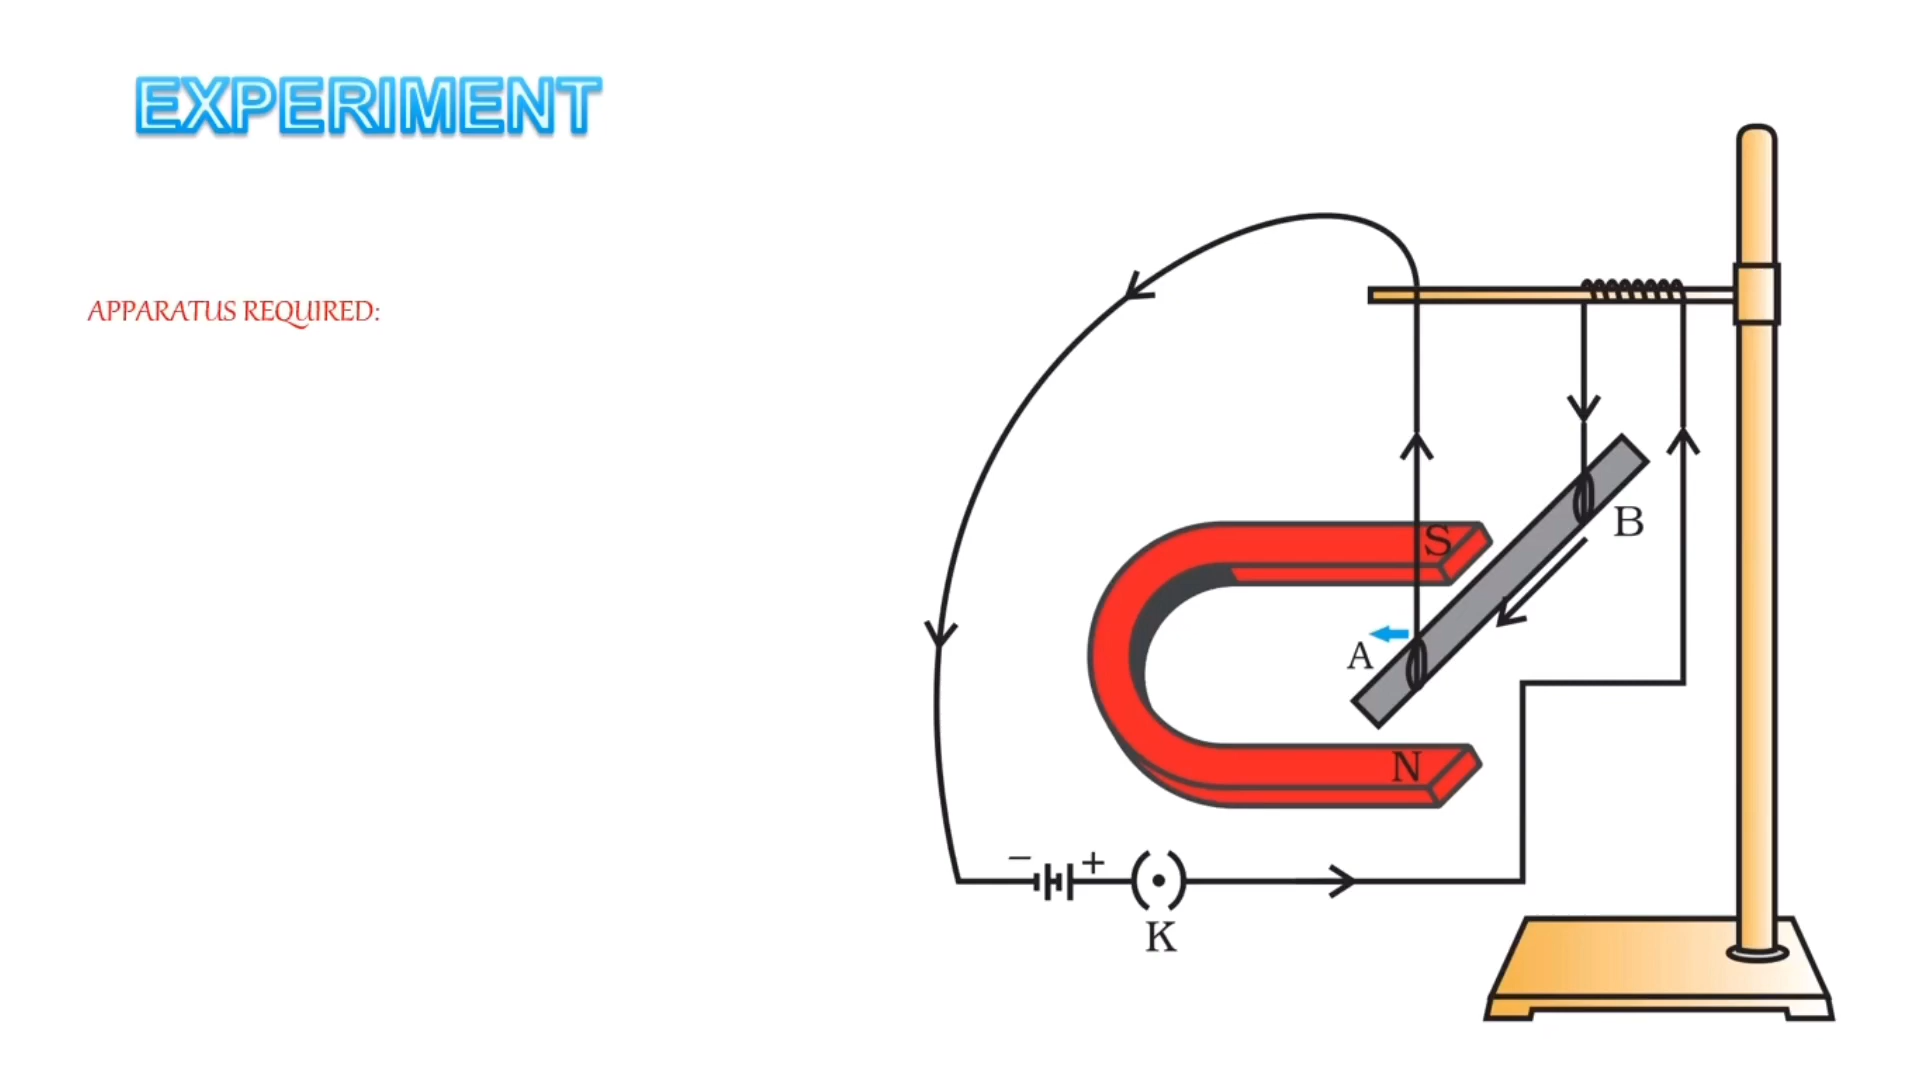 EXPERIMENT
APPARATUS REQUIRED:
S
B
A
N
− +
K